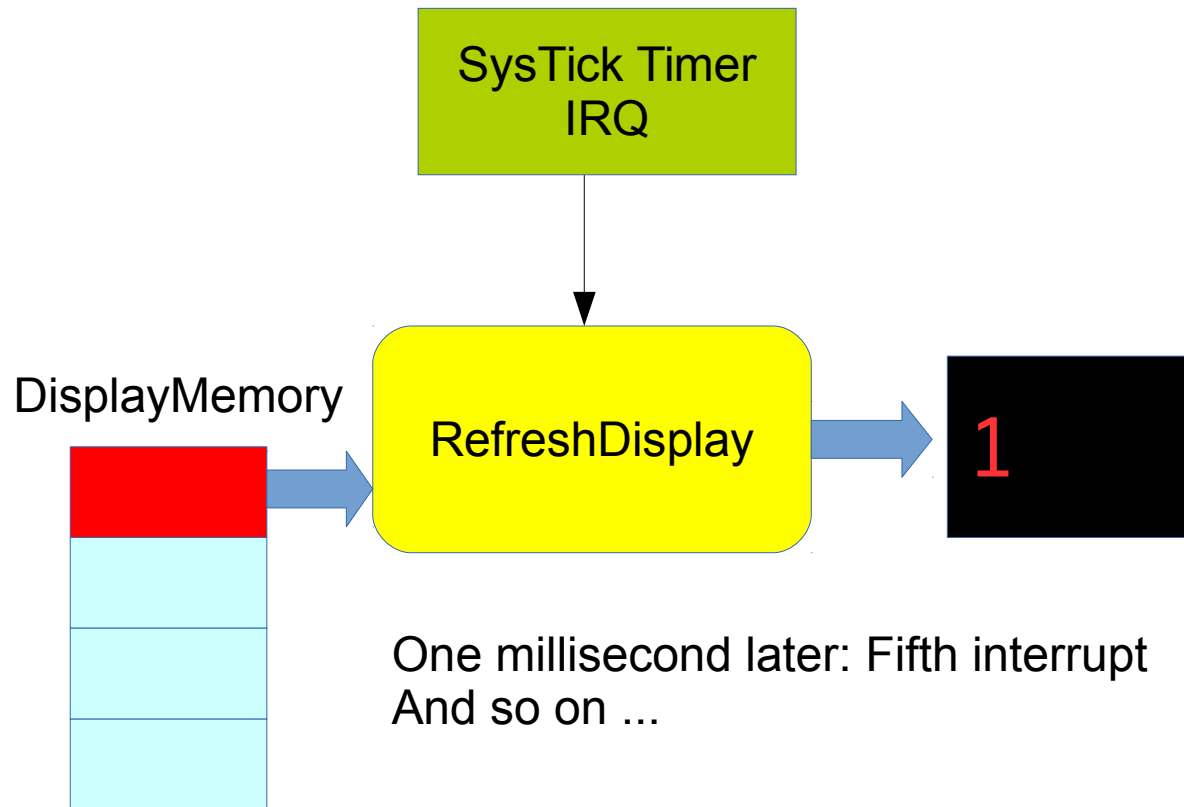 SysTick Timer
IRQ
DisplayMemory
RefreshDisplay
1
One millisecond later: Fifth interrupt
And so on ...